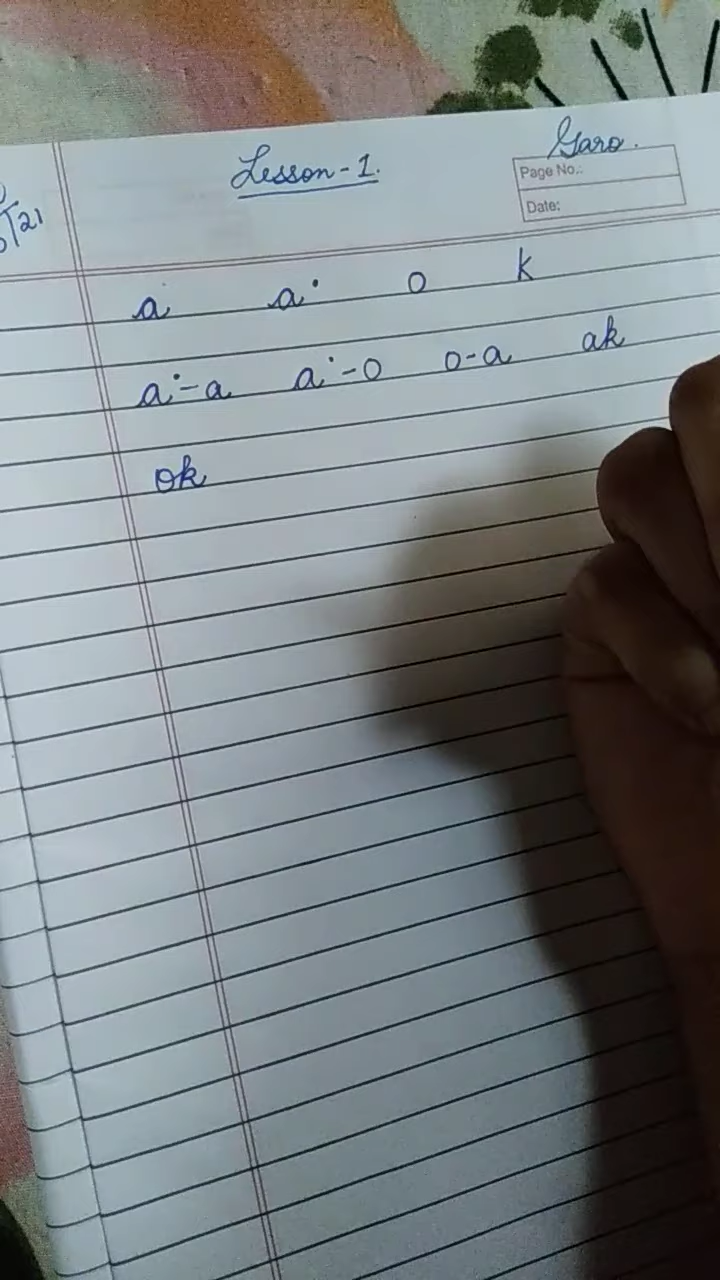 Garo.
Lesson-1.
Page No.:
Date:
a a· o k
a·-a a·-o o-a ak
ok